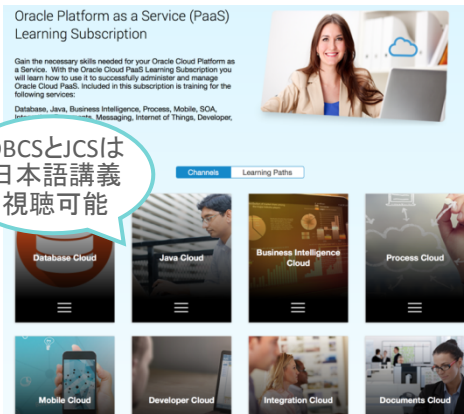 Oracle Platform as a Service (PaaS)
Learning Subscription
Gain the necessary skills needed for your Oracle Cloud Platform as
a Service. With the Oracle Cloud PaaS Learning Subscription you
will learn how to use it to successfully administer and manage
Oracle Cloud PaaS. Included in this subscription is training for the
following services:
Database, Java, Business Intelligence, Process, Mobile, SOA,
Messaging, Internet of Things, Developer,
DBCSとJCSは
日本語講義
視聴可能
Channels
Learning Paths
Database Cloud
Java Cloud
Business Intelligence
Cloud
Process Cloud
Mobile Cloud
Developer Cloud
Integration Cloud
Documents Cloud